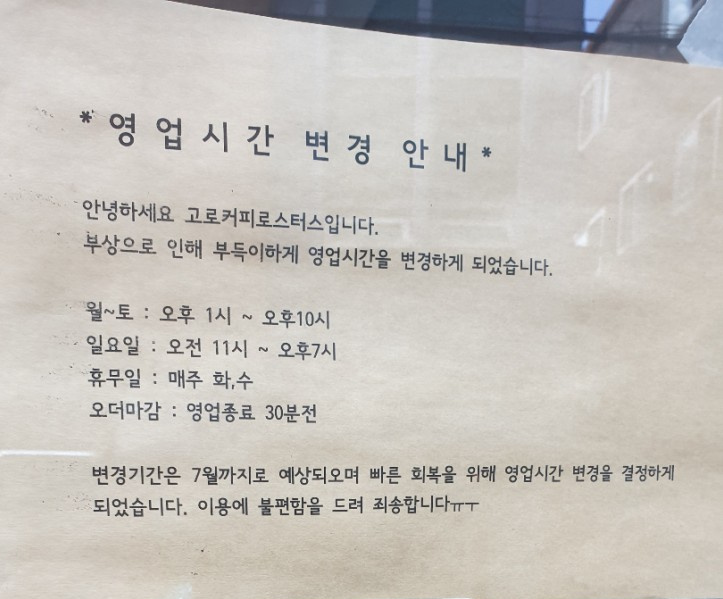 *영업시간 변경 안내*
안녕하세요 고로커피로스터스입니다.
부상으로 인해 부득이하게 영업시간을 변경하게 되었습니다.
월~토 : 오후 1시 ~ 오후10시
일요일 : 오전 11시 ~ 오후7시
휴무일 : 매주 화,수
오더마감 : 영업종료 30분전
변경기간은 7월까지로 예상되오며 빠른 회복을 위해 영업시간 변경을 결정하게
되었습니다. 이용에 불편함을 드려 죄송합니다ㅠㅜ